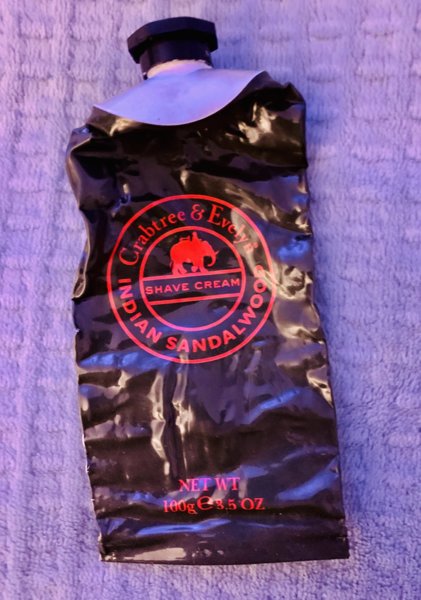 Crabtree & Evelyn
SHAVE CREAM
INDIAN SANDALWOOD
NET WT
100g ℮ 3.5 OZ